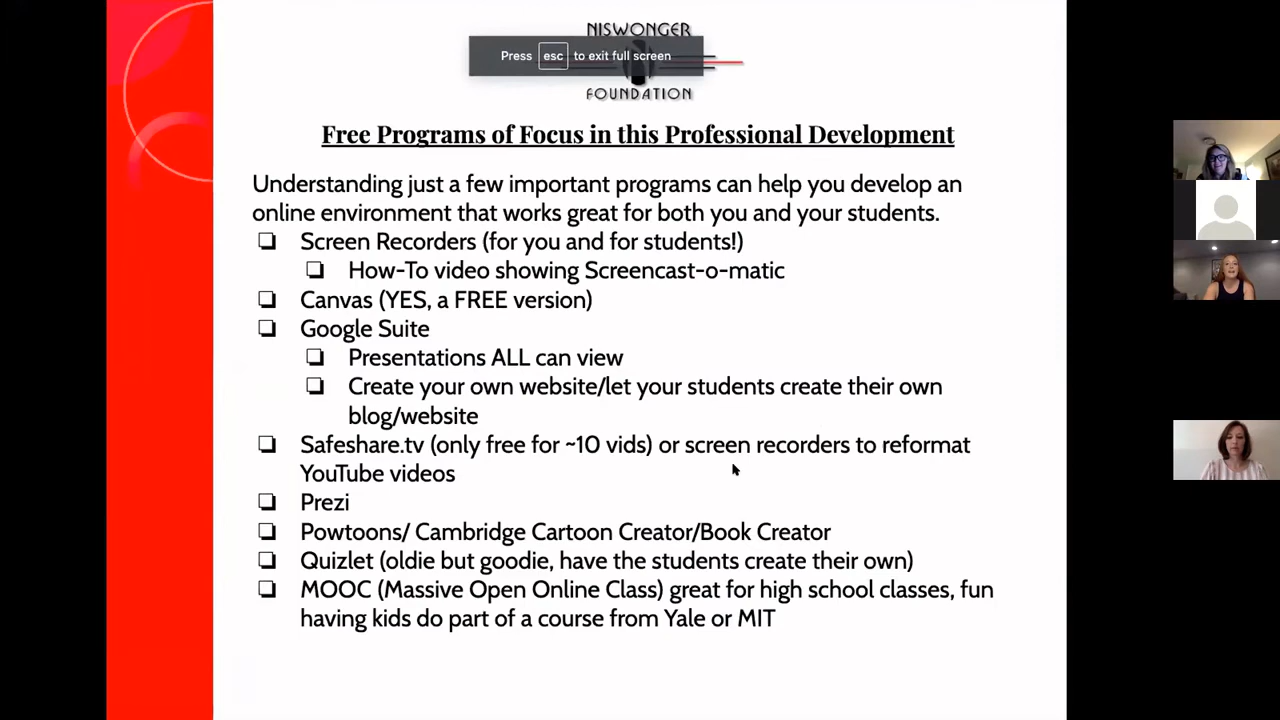 NISWONGER
Press esc to exit full screen
FOUNDATION
Free Programs of Focus in this Professional Development
Understanding just a few important programs can help you develop an
online environment that works great for both you and your students.
❏ Screen Recorders (for you and for students!)
❏ How-To video showing Screencast-o-matic
❏ Canvas (YES, a FREE version)
❏ Google Suite
❏ Presentations ALL can view
❏ Create your own website/let your students create their own
blog/website
❏ Safeshare.tv (only free for ~10 vids) or screen recorders to reformat
YouTube videos
❏ Prezi
❏ Powtoons/ Cambridge Cartoon Creator/Book Creator
❏ Quizlet (oldie but goodie, have the students create their own)
❏ MOOC (Massive Open Online Class) great for high school classes, fun
having kids do part of a course from Yale or MIT